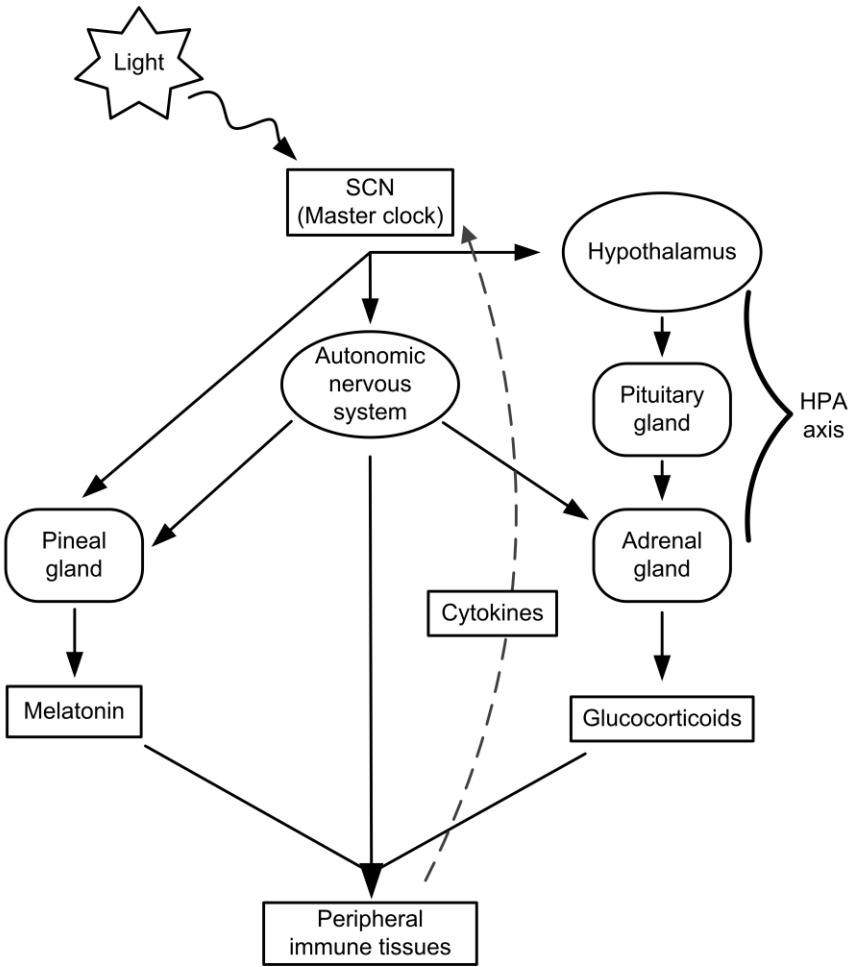 Light
SCN
(Master clock)
Hypothalamus
Autonomic
nervous
system
Pituitary
gland
HPA
axis
Pineal
gland
Adrenal
gland
Cytokines
Melatonin
Glucocorticoids
Peripheral
immune tissues